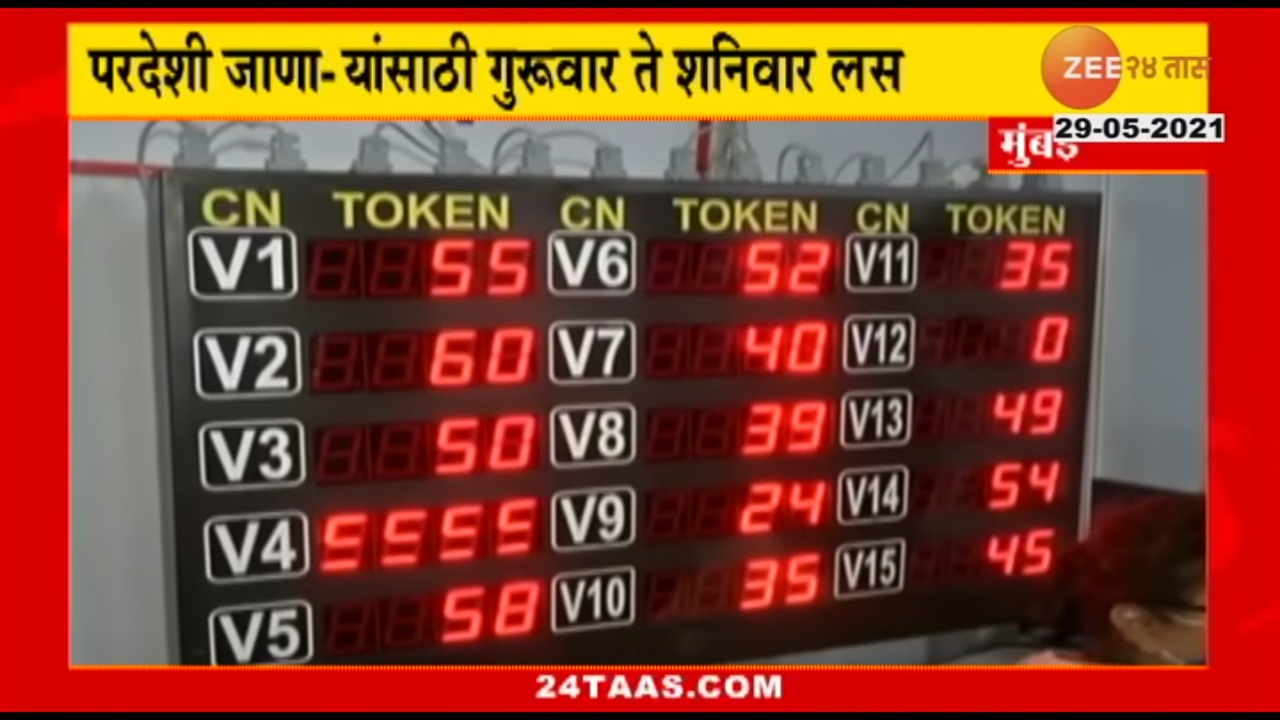 परदेशी जाणा-यांसाठी गुरूवार ते शनिवार लस
ZEE २४ तास
29-05-2021
मुंबई
CN TOKEN CN TOKEN CN TOKEN
V1 55 V6 52 V11 35
V2 60 V7 40 V12 0
V3 50 V8 39 V13 49
V4 V9 24 V14 54
V5 58 V10 35 V15 45
24TAAS.COM